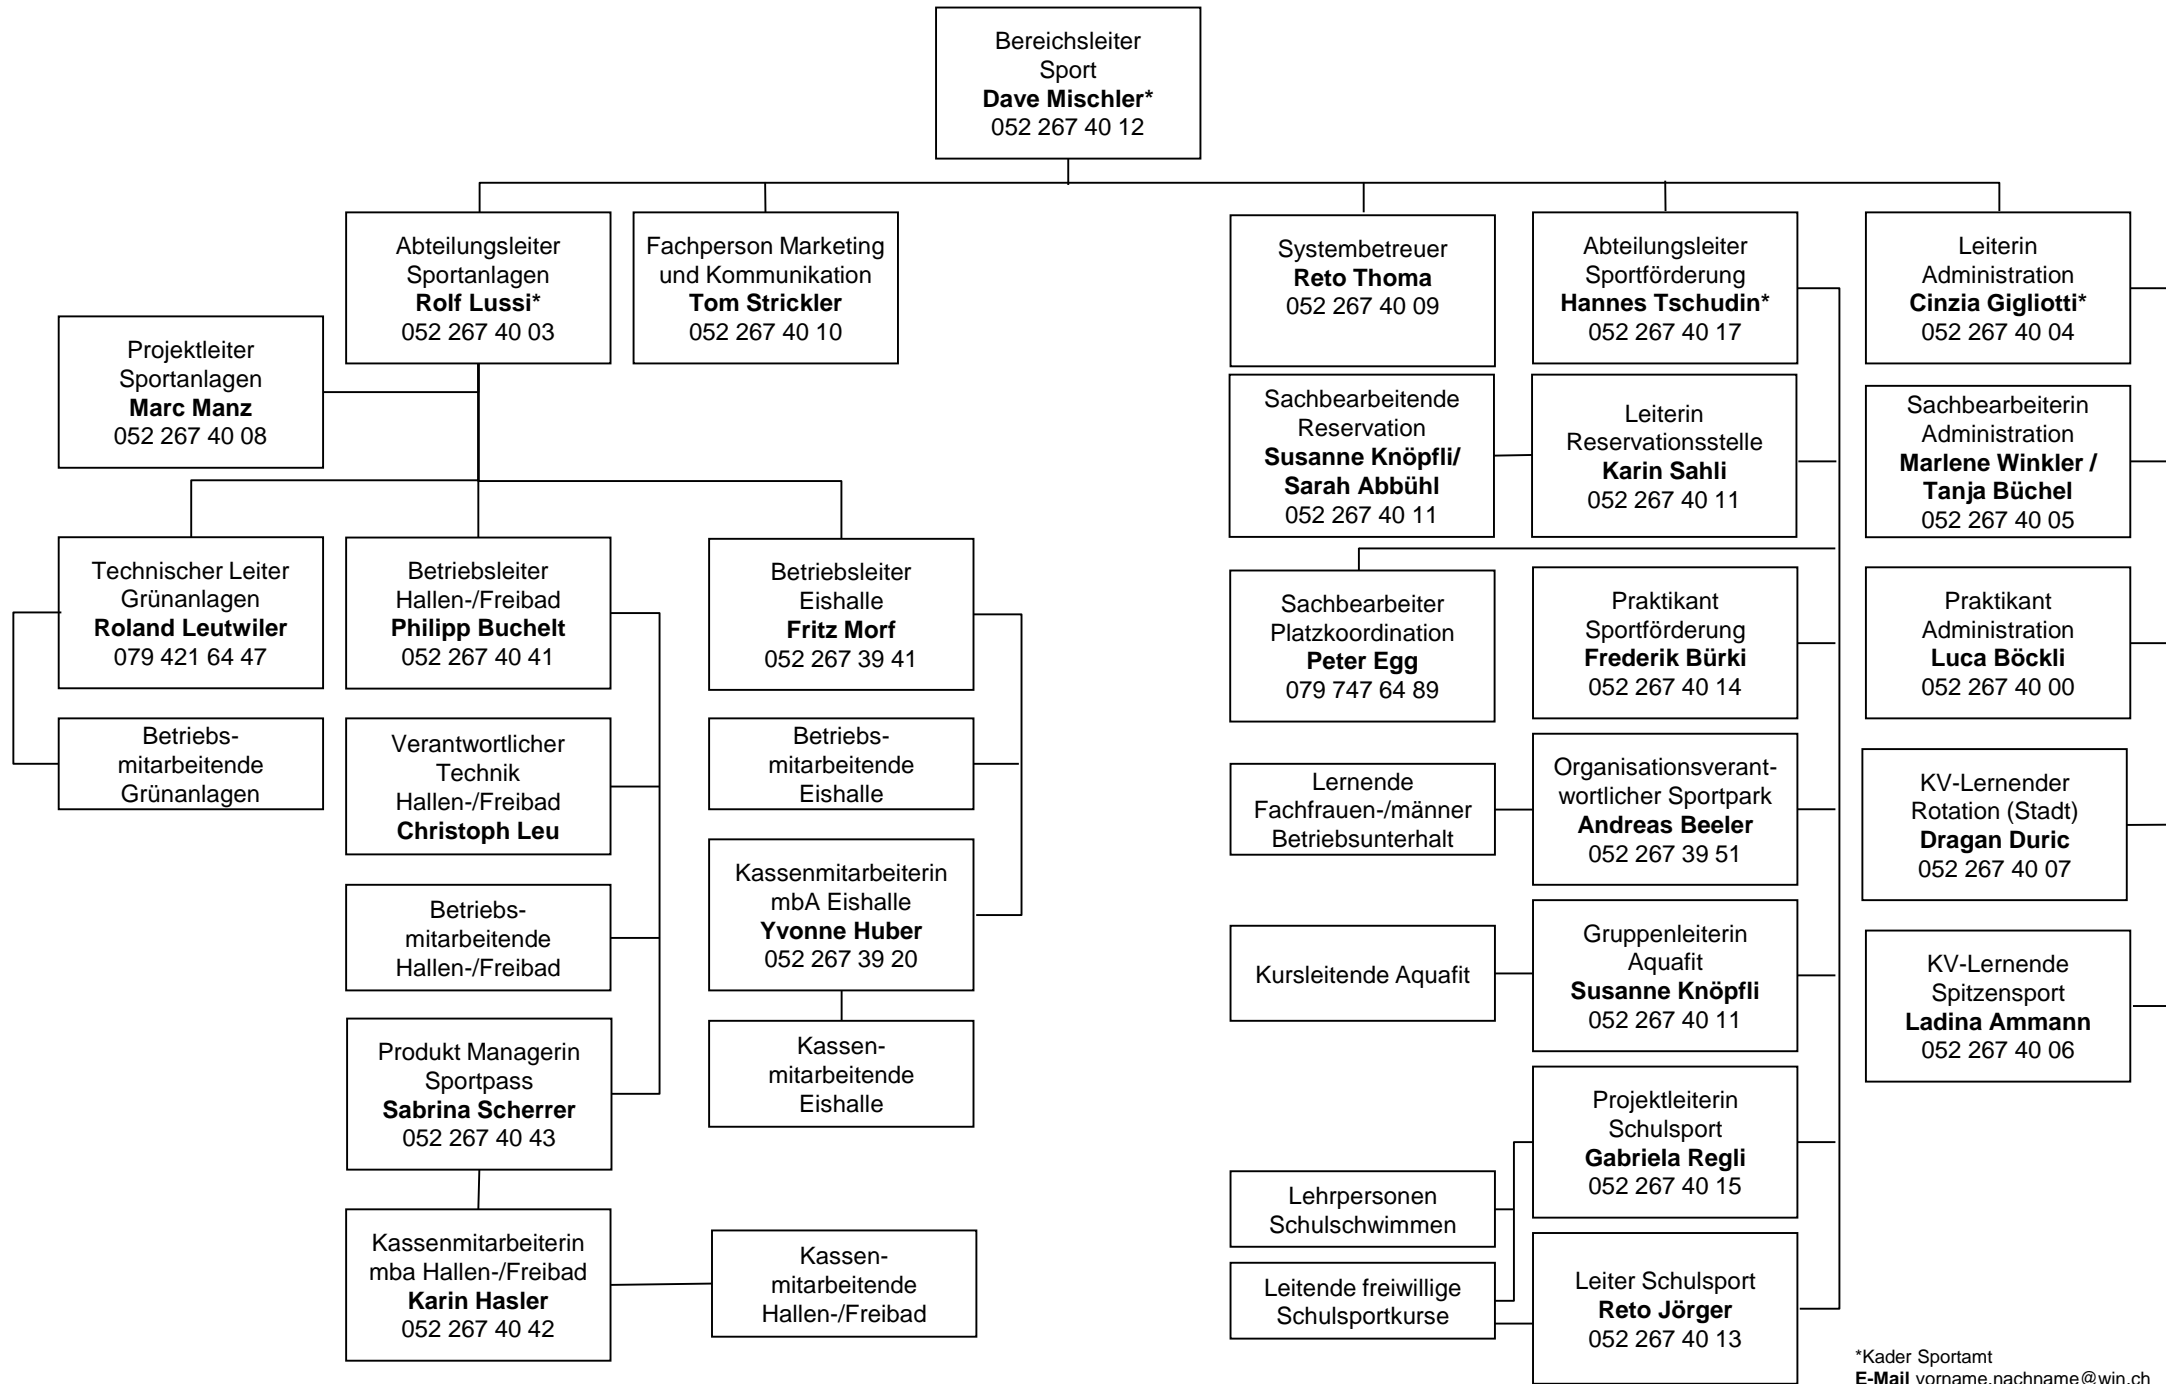 Bereichsleiter
Sport
Dave Mischler*
052 267 40 12
Abteilungsleiter
Sportanlagen
Rolf Lussi*
052 267 40 03
Fachperson Marketing
und Kommunikation
Tom Strickler
052 267 40 10
Systembetreuer
Reto Thoma
052 267 40 09
Abteilungsleiter
Sportförderung
Hannes Tschudin*
052 267 40 17
Leiterin
Administration
Cinzia Gigliotti*
052 267 40 04
Projektleiter
Sportanlagen
Marc Manz
052 267 40 08
Sachbearbeitende
Reservation
Susanne Knöpfli/
Sarah Abbühl
052 267 40 11
Leiterin
Reservationsstelle
Karin Sahli
052 267 40 11
Sachbearbeiterin
Administration
Marlene Winkler /
Tanja Büchel
052 267 40 05
Technischer Leiter
Grünanlagen
Roland Leutwiler
079 421 64 47
Betriebsleiter
Hallen-/Freibad
Philipp Buchelt
052 267 40 41
Betriebsleiter
Eishalle
Fritz Morf
052 267 39 41
Sachbearbeiter
Platzkoordination
Peter Egg
079 747 64 89
Praktikant
Sportförderung
Frederik Bürki
052 267 40 14
Praktikant
Administration
Luca Böckli
052 267 40 00
Betriebs-
mitarbeitende
Grünanlagen
Verantwortlicher
Technik
Hallen-/Freibad
Christoph Leu
Betriebs-
mitarbeitende
Eishalle
Lernende
Fachfrauen-/männer
Betriebsunterhalt
Organisationsverant-
wortlicher Sportpark
Andreas Beeler
052 267 39 51
KV-Lernender
Rotation (Stadt)
Dragan Duric
052 267 40 07
Betriebs-
mitarbeitende
Hallen-/Freibad
Kassenmitarbeiterin
mbA Eishalle
Yvonne Huber
052 267 39 20
Kursleitende Aquafit
Gruppenleiterin
Aquafit
Susanne Knöpfli
052 267 40 11
KV-Lernende
Spitzensport
Ladina Ammann
052 267 40 06
Produkt Managerin
Sportpass
Sabrina Scherrer
052 267 40 43
Kassen-
mitarbeitende
Eishalle
Projektleiterin
Schulsport
Gabriela Regli
052 267 40 15
Lehrpersonen
Schulschwimmen
Kassenmitarbeiterin
mba Hallen-/Freibad
Karin Hasler
052 267 40 42
Kassen-
mitarbeitende
Hallen-/Freibad
Leitende freiwillige
Schulsportkurse
Leiter Schulsport
Reto Jörger
052 267 40 13
*Kader Sportamt
E-Mail vorname.nachname@win.ch